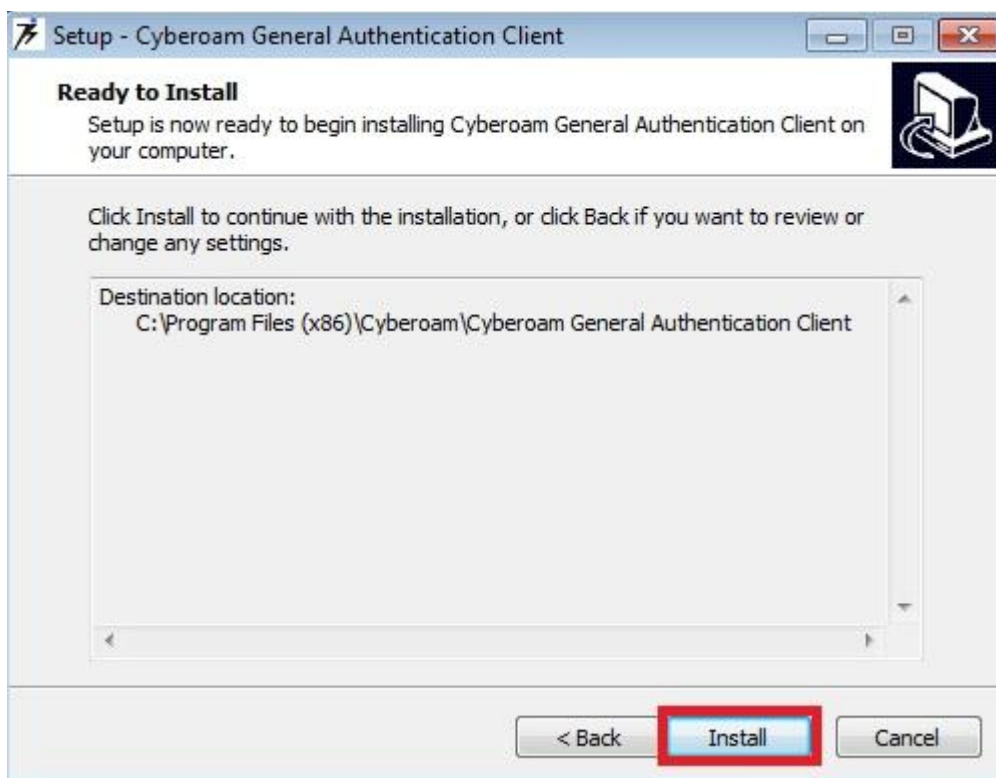 Setup - Cyberoam General Authentication Client
Ready to Install
Setup is now ready to begin installing Cyberoam General Authentication Client on
your computer.
Click Install to continue with the installation, or click Back if you want to review or
change any settings.
Destination location:
C:\Program Files (x86)\Cyberoam\Cyberoam General Authentication Client
< Back Install Cancel